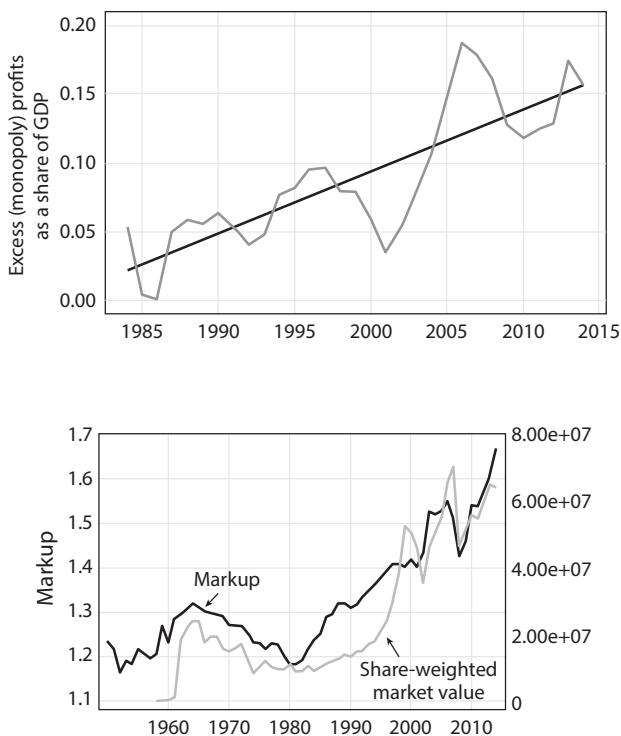 0.20
0.15
0.10
0.05
0.00
Excess (monopoly) profits
as a share of GDP
1985 1990 1995 2000 2005 2010 2015
1.7
1.6
1.5
1.4
1.3
1.2
1.1
Markup
8.00e+07
6.00e+07
4.00e+07
2.00e+07
0
Markup
Share-weighted
market value
1960 1970 1980 1990 2000 2010